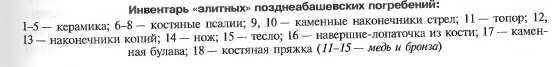 Инвентарь «элитных» позднеабашевских погребений:
1–5 — керамика; 6–8 — костяные псалии; 9, 10 — каменные наконечники стрел; 11 — топор; 12,
13 — наконечники копий; 14 — нож; 15 — тесло; 16 — навершие-лопаточка из кости; 17 — камен-
ная булава; 18 — костяная пряжка (11–15 — медь и бронза)